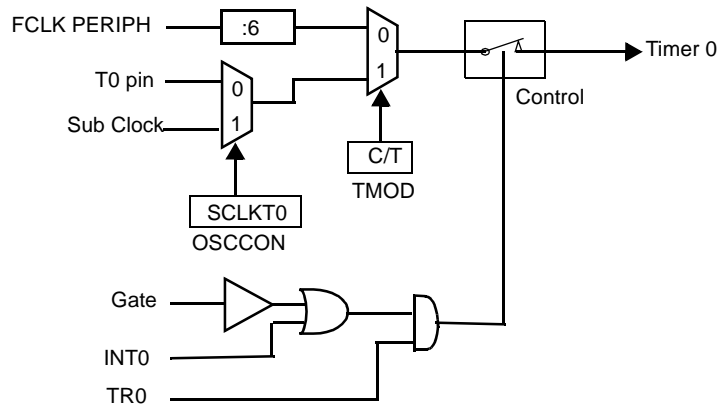 FCLK PERIPH
:6
0
1
Timer 0
T0 pin
0
Sub Clock
1
Control
C/T
TMOD
SCLKT0
OSCCON
Gate
INT0
TR0